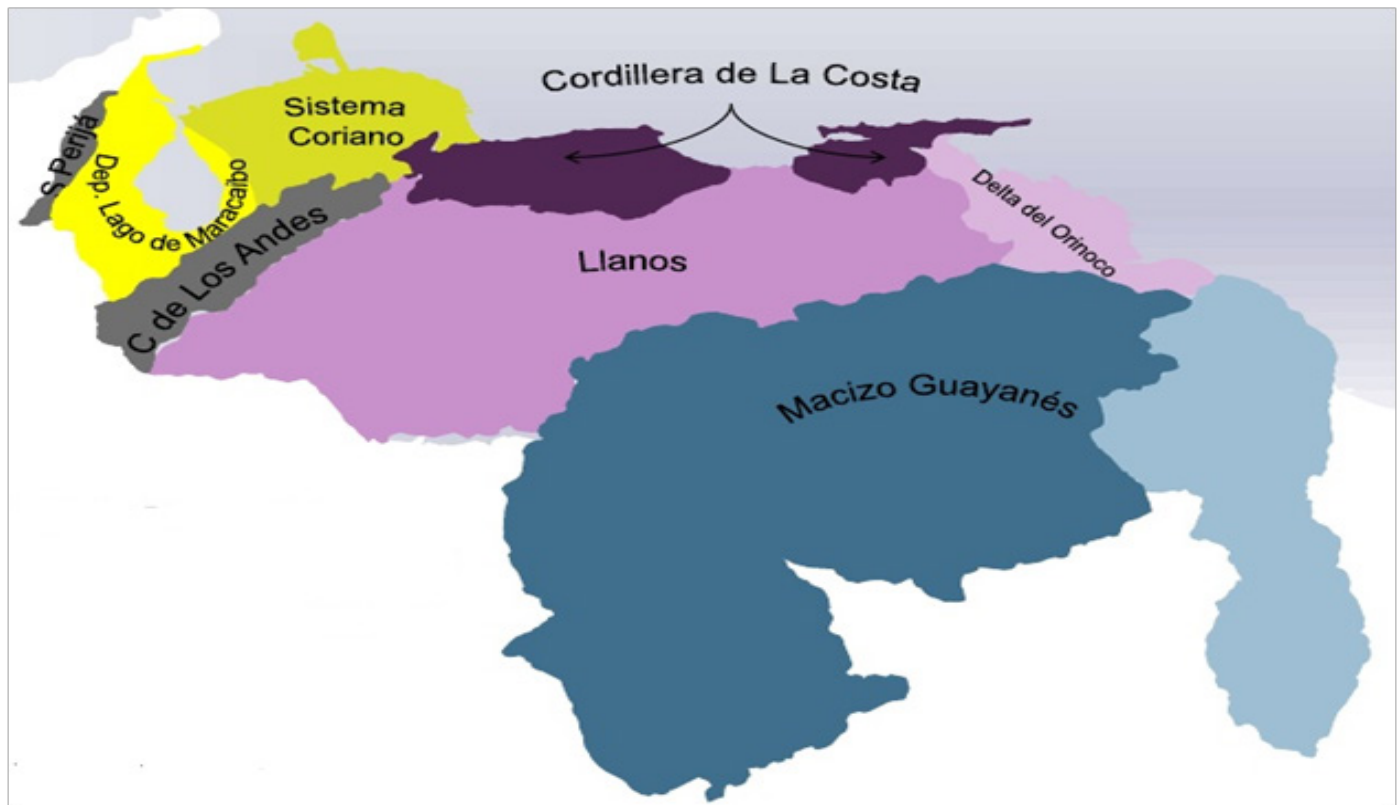 Cordillera de La Costa
Sistema
Coriano
S Perijá
Dep. Lago de Maracaibo
C de Los Andes
Llanos
Delta del Orinoco
Macizo Guayanés